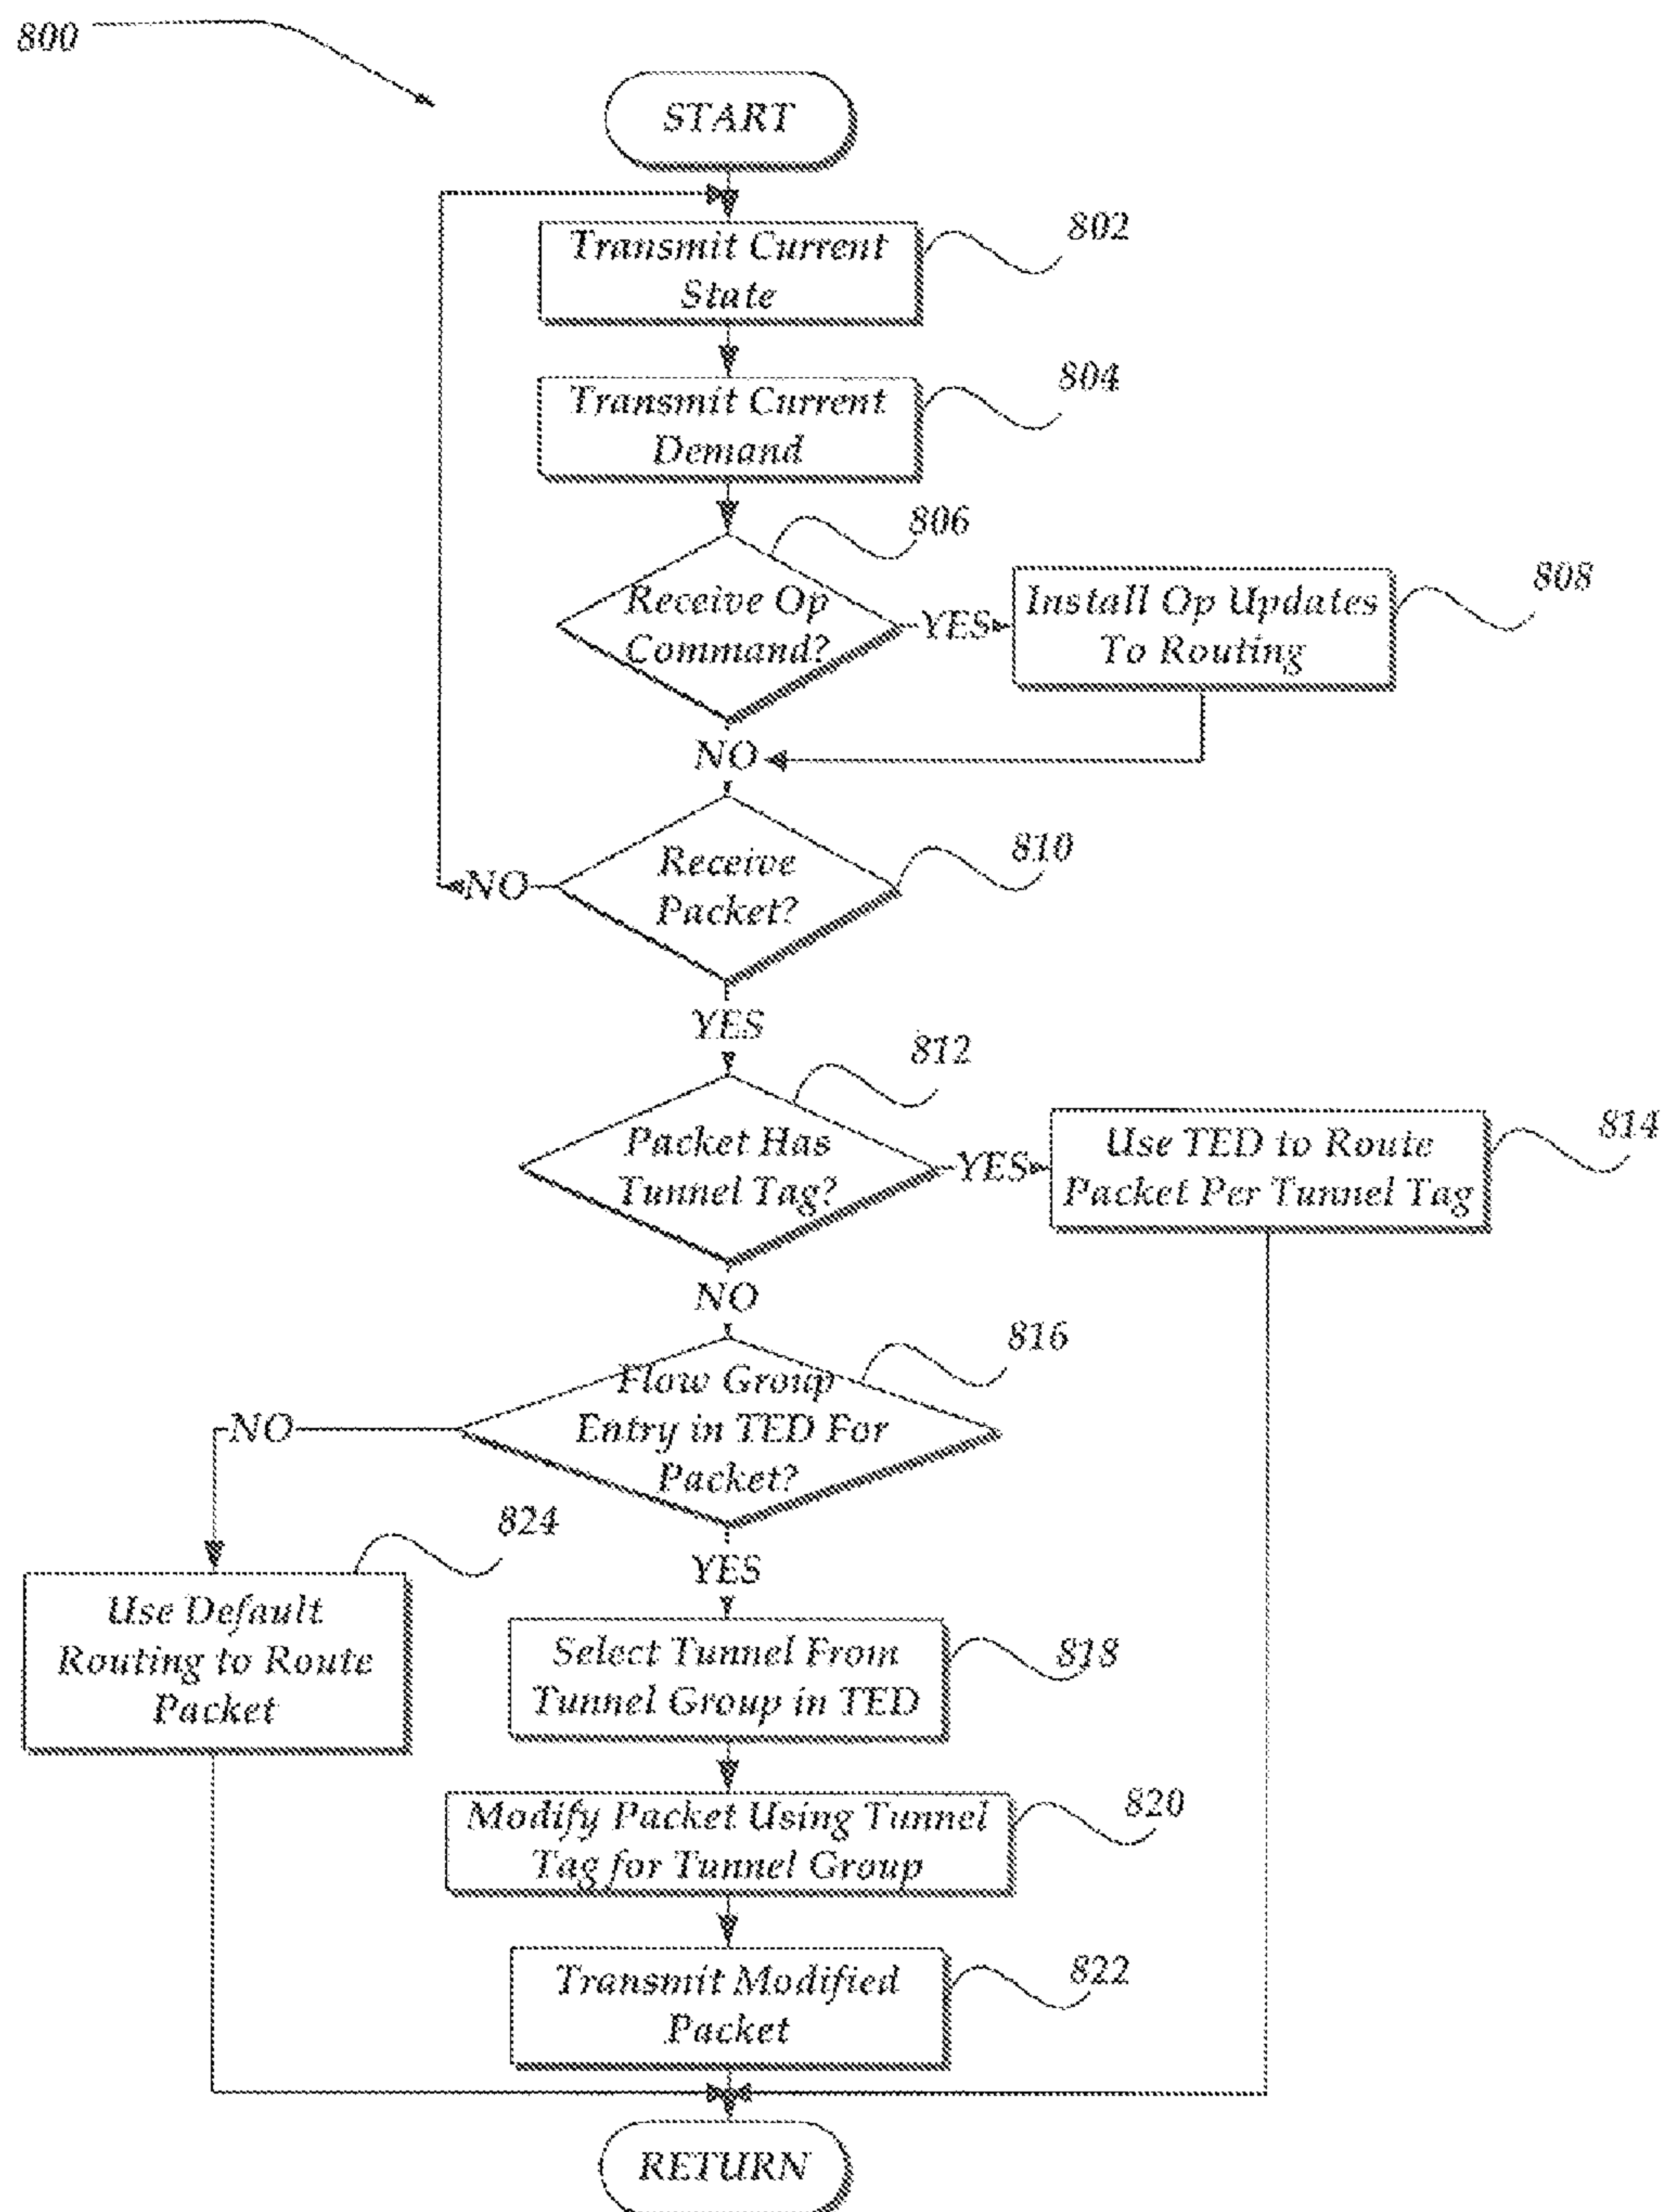 800
START
802
Transmit Current
State
804
Transmit Current
Demand
806
Receive Op
Command?
YES
808
Install Op Updates
To Routing
NO
810
Receive
Packet?
NO
YES
812
Packet Has
Tunnel Tag?
YES
814
Use TED to Route
Packet Per Tunnel Tag
NO
816
Flow Group
Entry in TED For
Packet?
NO
824
Use Default
Routing to Route
Packet
YES
818
Select Tunnel From
Tunnel Group in TED
820
Modify Packet Using Tunnel
Tag for Tunnel Group
822
Transmit Modified
Packet
RETURN